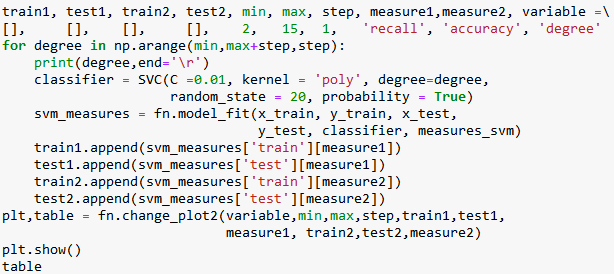 train1, test1, train2, test2, min, max, step, measure1,measure2, variable =\
[],     [],     [],     [],     2,   15,  1,   'recall', 'accuracy', 'degree'
for degree in np.arange(min,max+step,step):
    print(degree,end='\r')
    classifier = SVC(C =0.01, kernel = 'poly', degree=degree,
                     random_state = 20, probability = True)
    svm_measures = fn.model_fit(x_train, y_train, x_test,
                                y_test, classifier, measures_svm)
    train1.append(svm_measures['train'][measure1])
    test1.append(svm_measures['test'][measure1])
    train2.append(svm_measures['train'][measure2])
    test2.append(svm_measures['test'][measure2])
plt,table = fn.change_plot2(variable,min,max,step,train1,test1,
                            measure1, train2,test2,measure2)
plt.show()
table